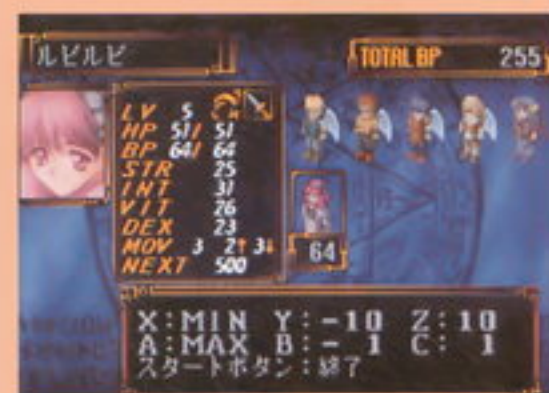 ルビルビ
TOTAL BP 255
LV 5
HP 51/ 51
BP 64/ 64
STR 25
INT 31
VIT 26
DEX 23
MOV 3 2↑ 3↓
NEXT 500
64
X:MIN Y:-10 Z:10
A:MAX B:- 1 C: 1
スタートボタン:終了